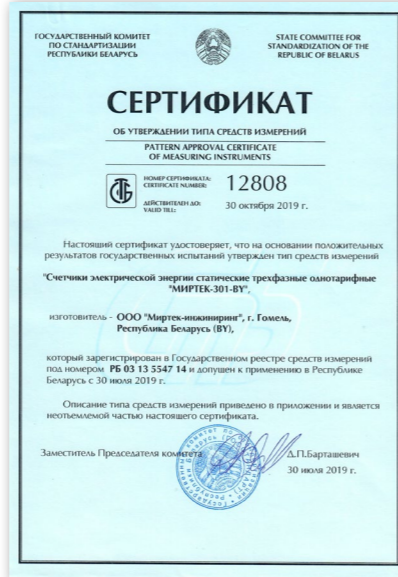 ГОСУДАРСТВЕННЫЙ КОМИТЕТ
ПО СТАНДАРТИЗАЦИИ
РЕСПУБЛИКИ БЕЛАРУСЬ
STATE COMMITTEE FOR
STANDARDIZATION OF THE
REPUBLIC OF BELARUS
СЕРТИФИКАТ
ОБ УТВЕРЖДЕНИИ ТИПА СРЕДСТВ ИЗМЕРЕНИЙ
PATTERN APPROVAL CERTIFICATE
OF MEASURING INSTRUMENTS
НОМЕР СЕРТИФИКАТА:
CERTIFICATE NUMBER:
12808
ДЕЙСТВИТЕЛЕН ДО:
VALID TILL:
30 октября 2019 г.
Настоящий сертификат удостоверяет, что на основании положительных
результатов государственных испытаний утвержден тип средств измерений
"Счетчики электрической энергии статические трехфазные однотарифные
"МИРТЕК-301-BY",
изготовитель - ООО "Миртек-инжиниринг", г. Гомель,
Республика Беларусь (BY),
который зарегистрирован в Государственном реестре средств измерений
под номером РБ 03 13 5547 14 и допущен к применению в Республике
Беларусь с 30 июля 2019 г.
Описание типа средств измерений приведено в приложении и является
неотъемлемой частью настоящего сертификата.
Заместитель Председателя комитета
Д.П.Барташевич
30 июля 2019 г.